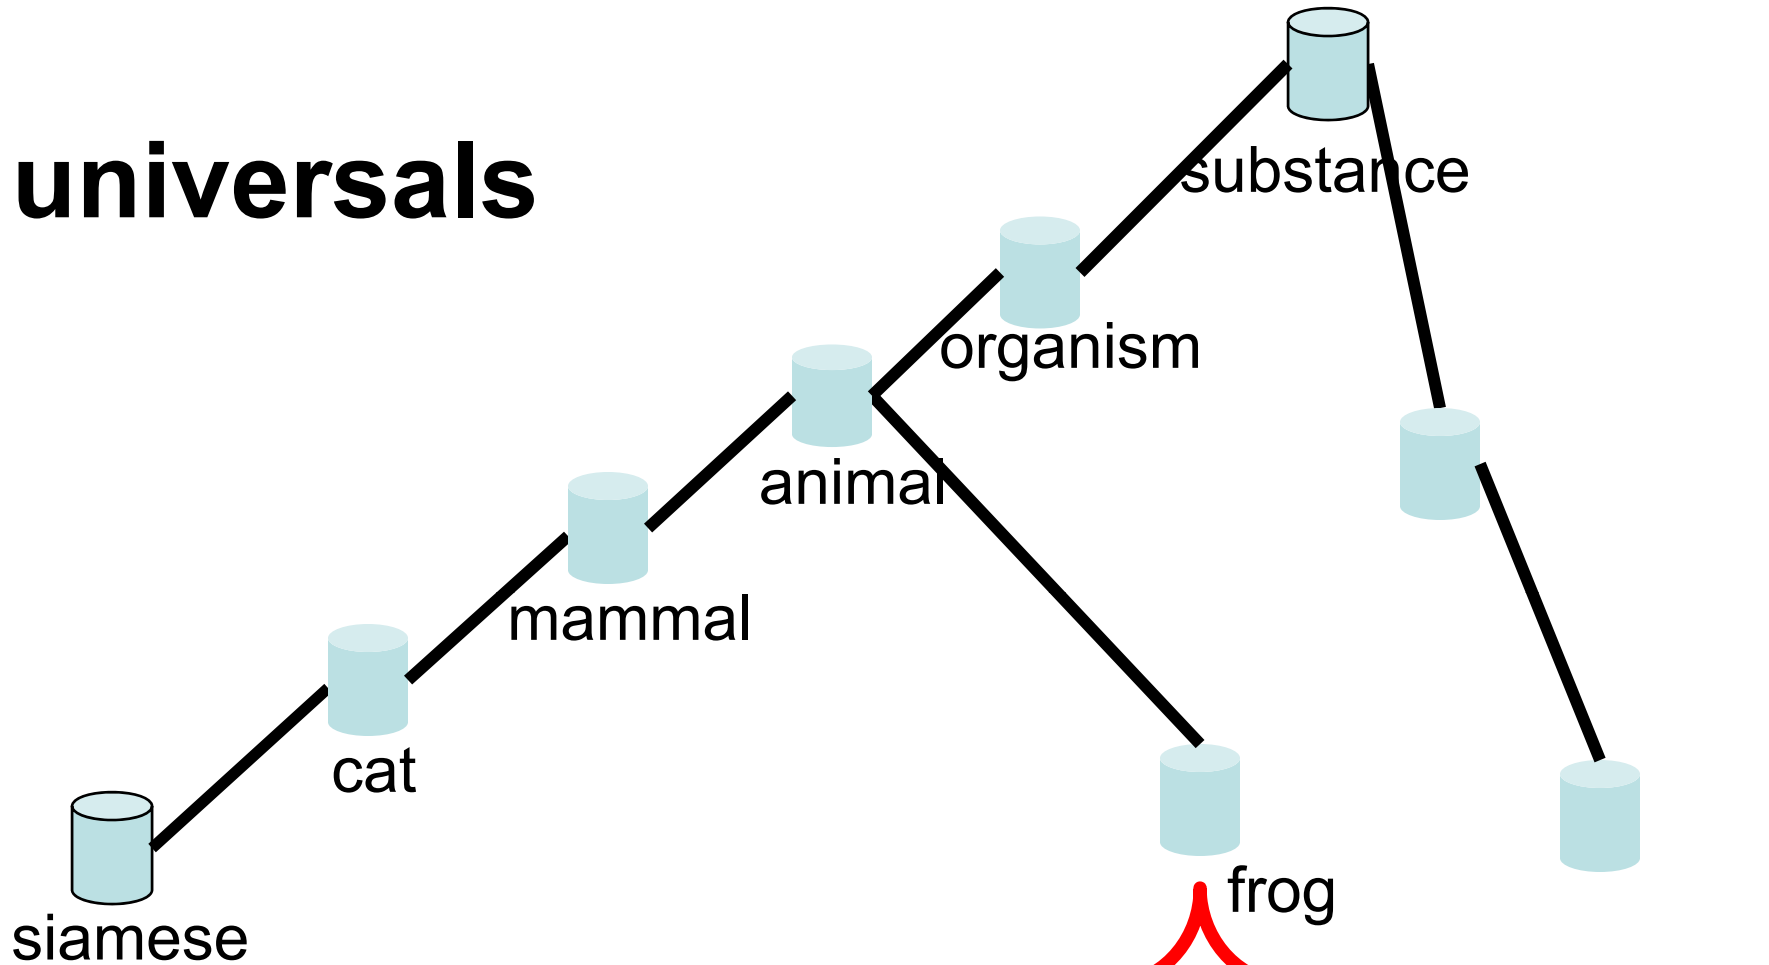 substance
universals
organism
animal
mammal
cat
frog
siamese